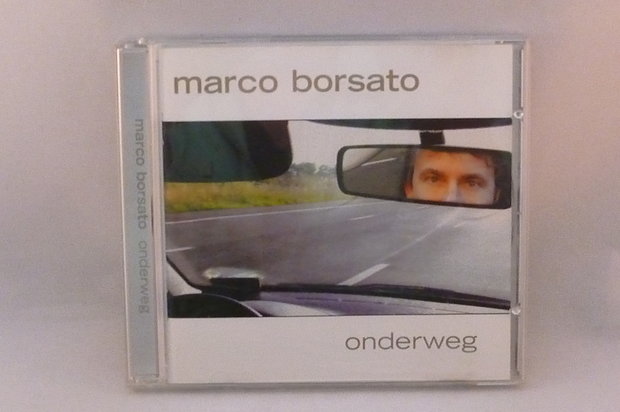 marco borsato
marco borsato onderweg
onderweg